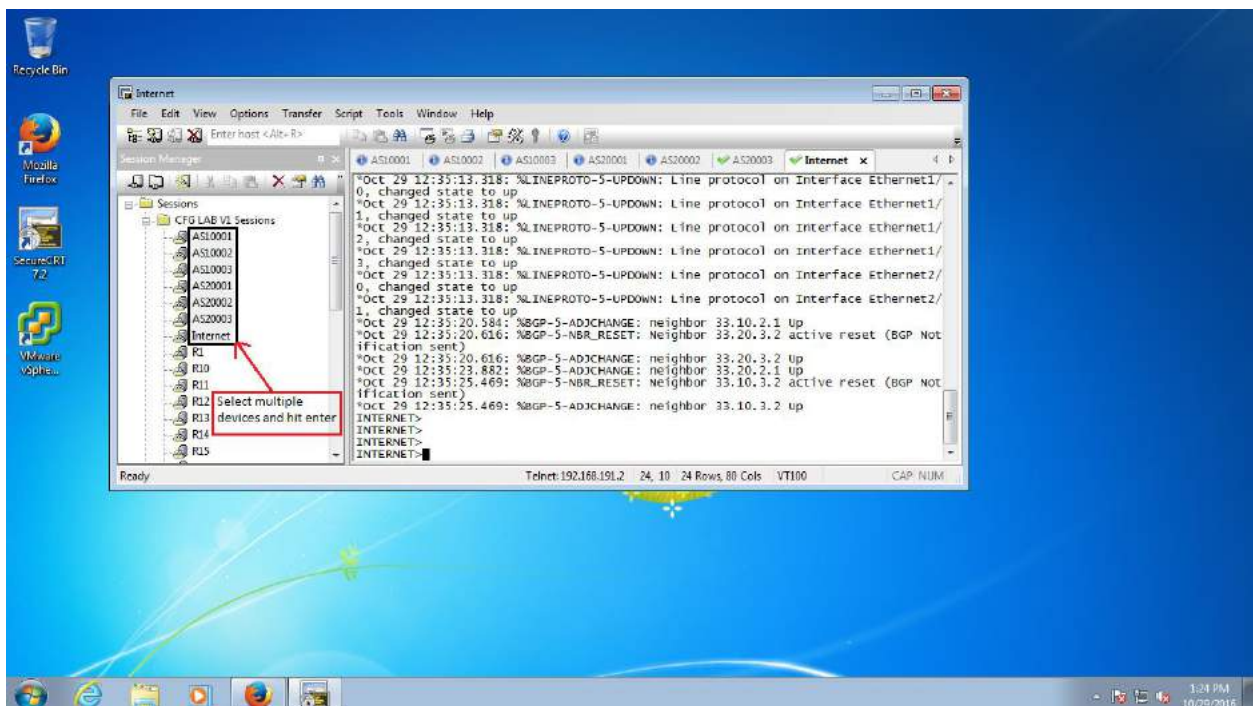 Recycle Bin
Mozilla
Firefox
SecureCRT
7.2
VMware
vSphe...
Internet
File Edit View Options Transfer Script Tools Window Help
Enter host <Alt+R>
Session Manager
AS10001 AS10002 AS10003 AS20001 AS20002 AS20003 Internet x
Sessions
CFG LAB V1 Sessions
AS10001
AS10002
AS10003
AS20001
AS20002
AS20003
Internet
R1
R10
R11
R12
R13
R14
R15
Select multiple
devices and hit enter
*Oct 29 12:35:13.318: %LINEPROTO-5-UPDOWN: Line protocol on Interface Ethernet1/
0, changed state to up
*Oct 29 12:35:13.318: %LINEPROTO-5-UPDOWN: Line protocol on Interface Ethernet1/
1, changed state to up
*Oct 29 12:35:13.318: %LINEPROTO-5-UPDOWN: Line protocol on Interface Ethernet1/
2, changed state to up
*Oct 29 12:35:13.318: %LINEPROTO-5-UPDOWN: Line protocol on Interface Ethernet1/
3, changed state to up
*Oct 29 12:35:13.318: %LINEPROTO-5-UPDOWN: Line protocol on Interface Ethernet2/
0, changed state to up
*Oct 29 12:35:13.318: %LINEPROTO-5-UPDOWN: Line protocol on Interface Ethernet2/
1, changed state to up
*Oct 29 12:35:20.584: %BGP-5-ADJCHANGE: neighbor 33.10.2.1 Up
*Oct 29 12:35:20.616: %BGP-5-NBR_RESET: Neighbor 33.20.3.2 active reset (BGP Not
ification sent)
*Oct 29 12:35:20.616: %BGP-5-ADJCHANGE: neighbor 33.20.3.2 Up
*Oct 29 12:35:23.882: %BGP-5-ADJCHANGE: neighbor 33.20.2.1 Up
*Oct 29 12:35:25.469: %BGP-5-NBR_RESET: Neighbor 33.10.3.2 active reset (BGP Not
ification sent)
*Oct 29 12:35:25.469: %BGP-5-ADJCHANGE: neighbor 33.10.3.2 Up
INTERNET>
INTERNET>
INTERNET>
INTERNET>
Ready Telnet: 192.168.191.2 24, 10 24 Rows, 80 Cols VT100 CAP NUM
1:24 PM
10/29/2016